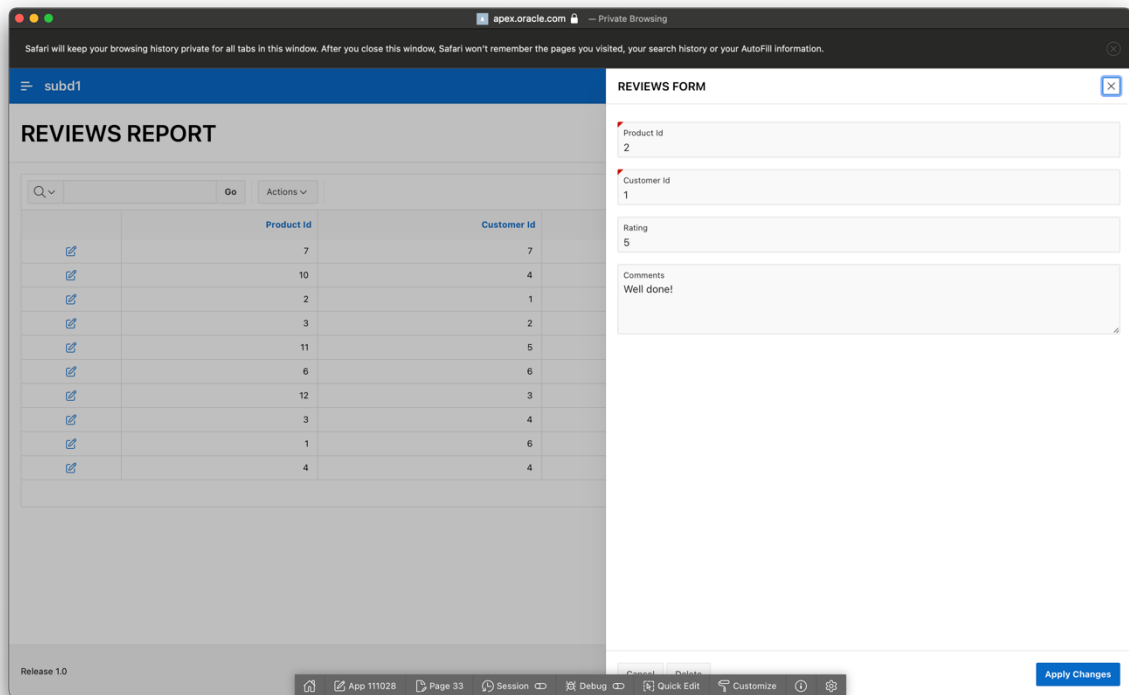 apex.oracle.com — Private Browsing
Safari will keep your browsing history private for all tabs in this window. After you close this window, Safari won't remember the pages you visited, your search history or your AutoFill information.
subd1
REVIEWS REPORT
Go
Actions
Product Id Customer Id
7 7
10 4
2 1
3 2
11 5
6 6
12 3
3 4
1 6
4 4
Release 1.0
REVIEWS FORM
Product Id
2
Customer Id
1
Rating
5
Comments
Well done!
Cancel Delete Apply Changes
App 111028 Page 33 Session Debug Quick Edit Customize